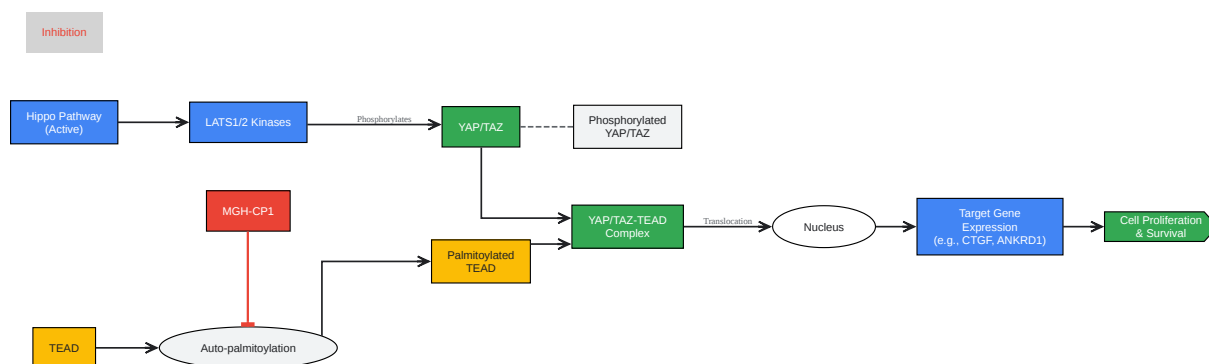 Inhibition
Hippo Pathway
(Active)
LATS1/2 Kinases
Phosphorylates
YAP/TAZ
Phosphorylated
YAP/TAZ
MGH-CP1
YAP/TAZ-TEAD
Complex
Translocation
Nucleus
Target Gene
Expression
(e.g., CTGF, ANKRD1)
Cell Proliferation
& Survival
Palmitoylated
TEAD
TEAD
Auto-palmitoylation